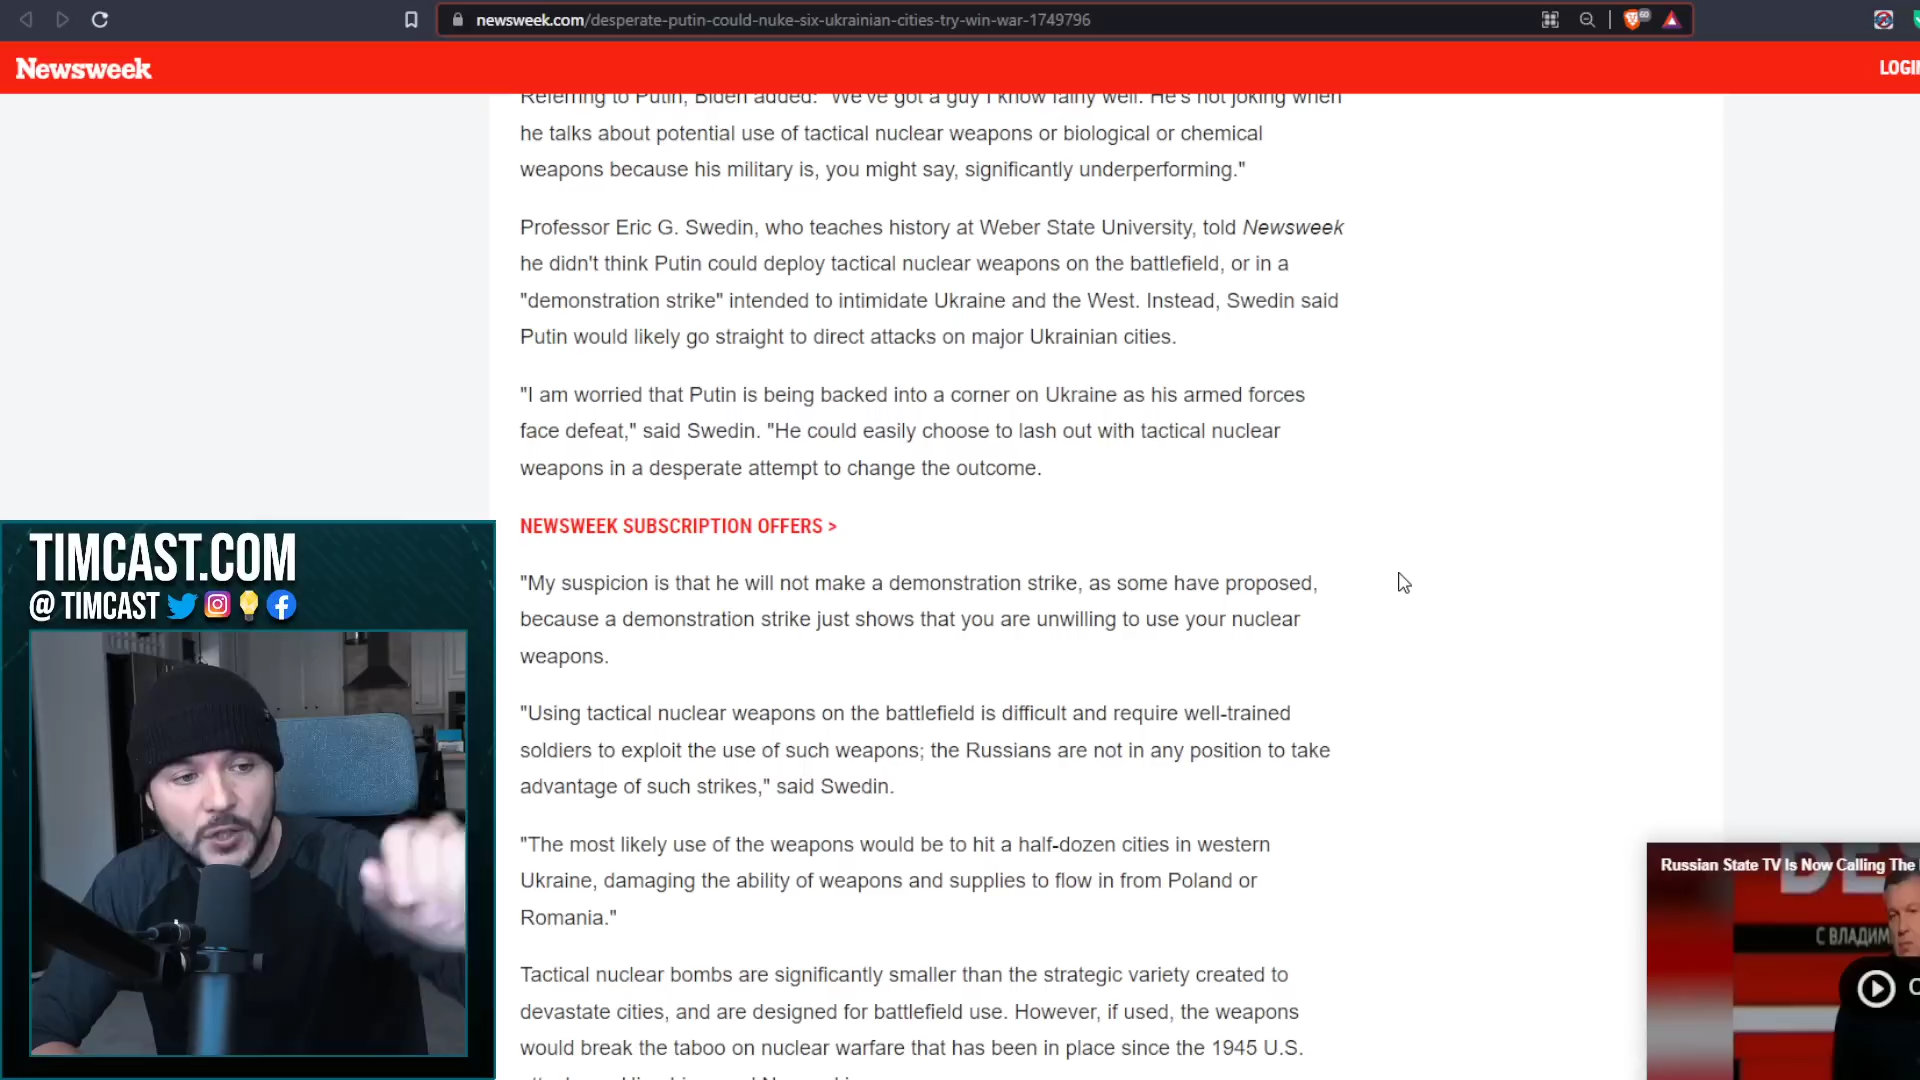 newsweek.com/desperate-putin-could-nuke-six-ukrainian-cities-try-win-war-1749796
60
Newsweek
LOGIN
Referring to Putin, Biden added: "We've got a guy I know fairly well. He's not joking when
he talks about potential use of tactical nuclear weapons or biological or chemical
weapons because his military is, you might say, significantly underperforming."
Professor Eric G. Swedin, who teaches history at Weber State University, told Newsweek
he didn't think Putin could deploy tactical nuclear weapons on the battlefield, or in a
"demonstration strike" intended to intimidate Ukraine and the West. Instead, Swedin said
Putin would likely go straight to direct attacks on major Ukrainian cities.
"I am worried that Putin is being backed into a corner on Ukraine as his armed forces
face defeat," said Swedin. "He could easily choose to lash out with tactical nuclear
weapons in a desperate attempt to change the outcome.
NEWSWEEK SUBSCRIPTION OFFERS >
"My suspicion is that he will not make a demonstration strike, as some have proposed,
because a demonstration strike just shows that you are unwilling to use your nuclear
weapons.
"Using tactical nuclear weapons on the battlefield is difficult and require well-trained
soldiers to exploit the use of such weapons; the Russians are not in any position to take
advantage of such strikes," said Swedin.
"The most likely use of the weapons would be to hit a half-dozen cities in western
Ukraine, damaging the ability of weapons and supplies to flow in from Poland or
Romania."
Tactical nuclear bombs are significantly smaller than the strategic variety created to
devastate cities, and are designed for battlefield use. However, if used, the weapons
would break the taboo on nuclear warfare that has been in place since the 1945 U.S.
TIMCAST.COM
@ TIMCAST
Russian State TV Is Now Calling The
С ВЛАДИМ